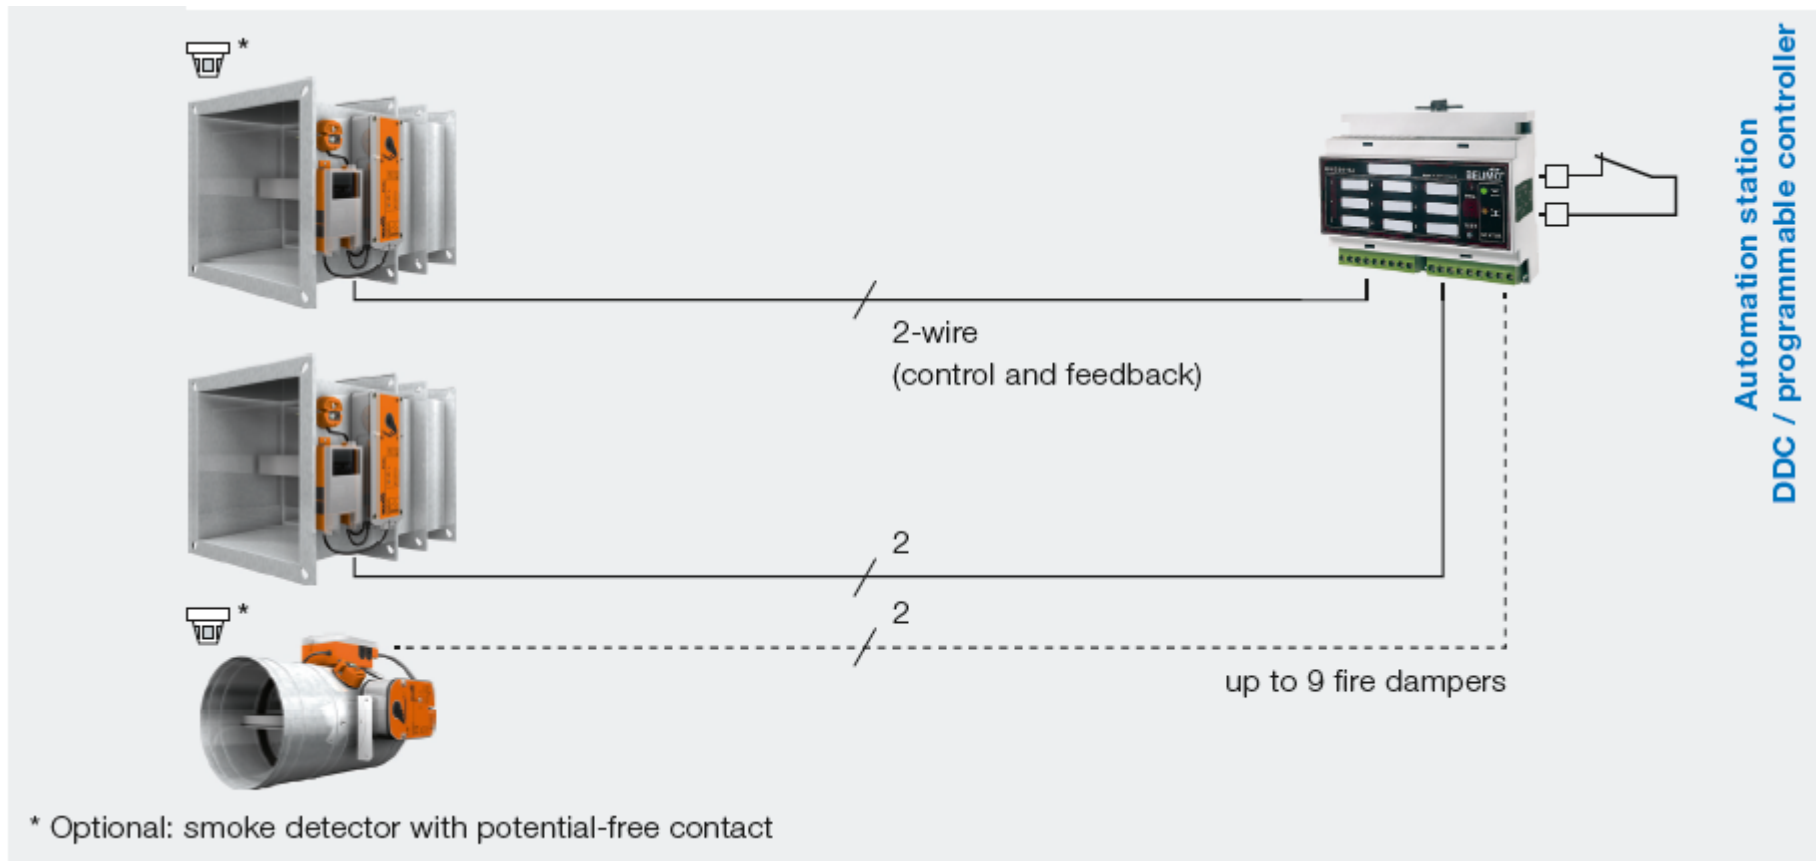 *
BELIMO
Automation station
DDC / programmable controller
2-wire
(control and feedback)
2
*
2
up to 9 fire dampers
* Optional: smoke detector with potential-free contact